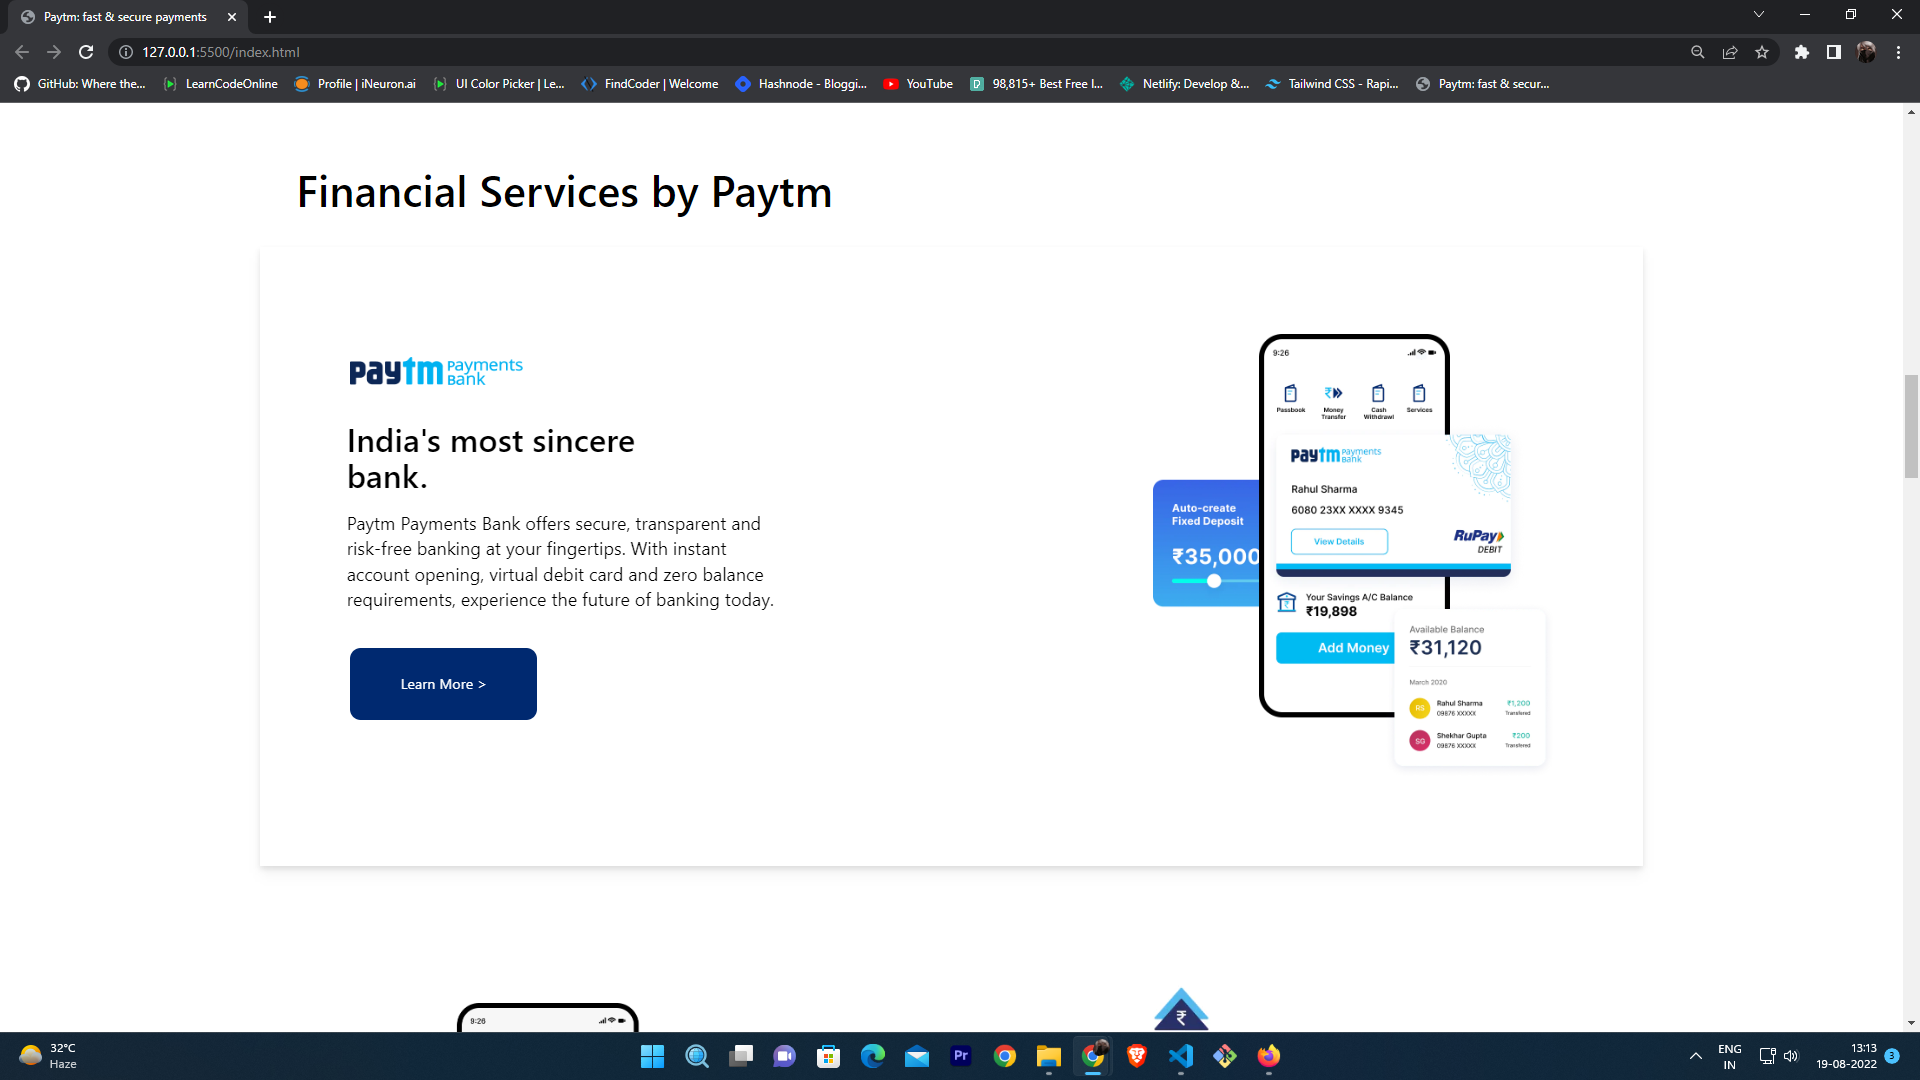 Paytm: fast & secure payments
127.0.0.1:5500/index.html
GitHub: Where the...
LearnCodeOnline
Profile | iNeuron.ai
UI Color Picker | Le...
FindCoder | Welcome
Hashnode - Bloggi...
YouTube
98,815+ Best Free I...
Netlify: Develop &...
Tailwind CSS - Rapi...
Paytm: fast & secur...
Financial Services by Paytm
paytm Payments Bank
India's most sincere
bank.
Paytm Payments Bank offers secure, transparent and
risk-free banking at your fingertips. With instant
account opening, virtual debit card and zero balance
requirements, experience the future of banking today.
Learn More >
9:26
Passbook
Money
Transfer
Cash
Withdrawl
Services
paytm Payments Bank
Rahul Sharma
6080 23XX XXXX 9345
View Details
RuPay
DEBIT
Auto-create
Fixed Deposit
₹35,000
Your Savings A/C Balance
₹19,898
Add Money
Available Balance
₹31,120
March 2020
RS
Rahul Sharma
09876 XXXXX
₹1,200
Transfered
SG
Shekhar Gupta
09876 XXXXX
₹200
Transfered
9:26
₹
32°C
Haze
Pr
ENG
IN
13:13
19-08-2022
3